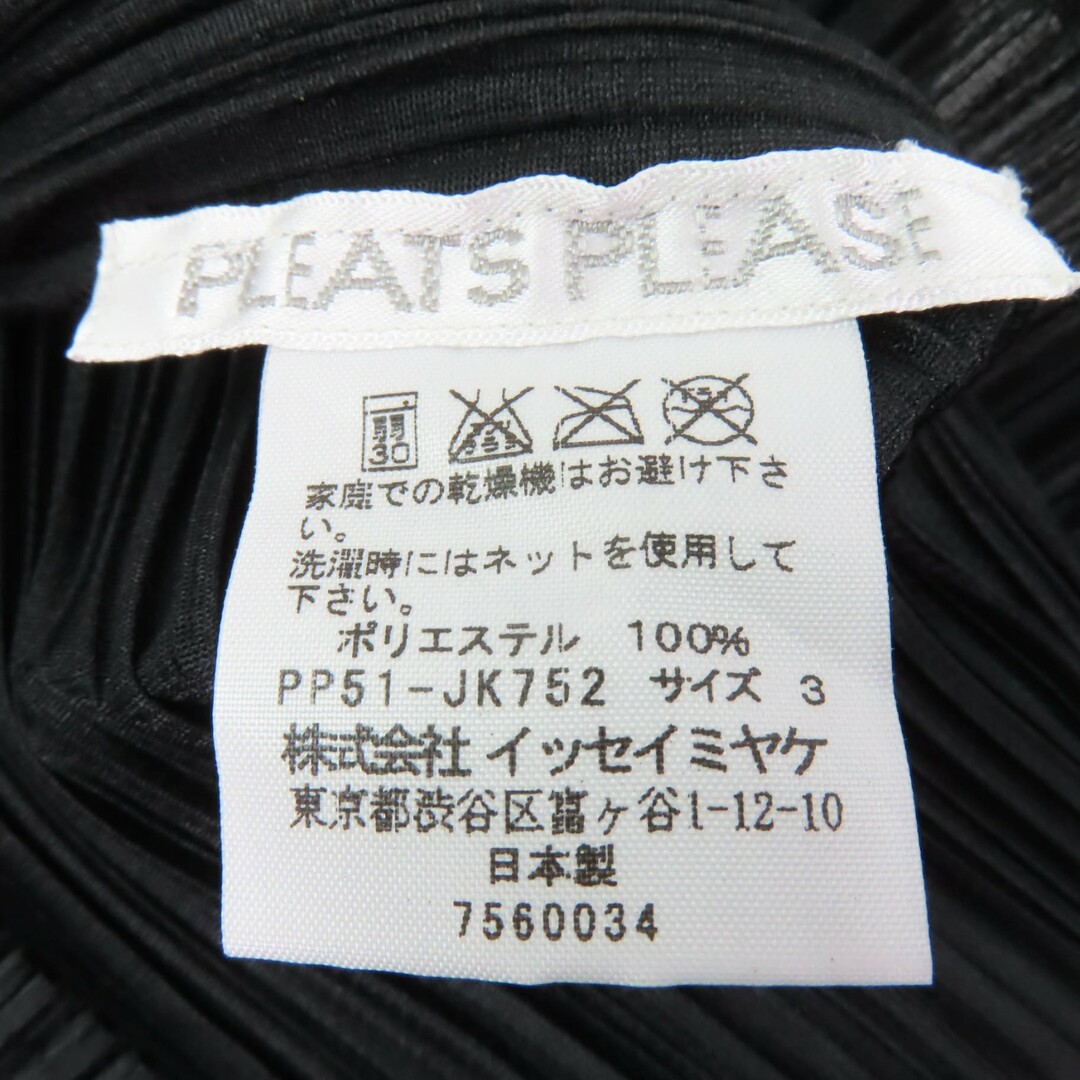 PLEATS PLEASE
弱
30
家庭での乾燥機はお避け下さ
い。
洗濯時にはネットを使用して
下さい。
ポリエステル 100%
PP51-JK752 サイズ 3
株式会社 イッセイミヤケ
東京都渋谷区富ヶ谷1-12-10
日本製
7560034